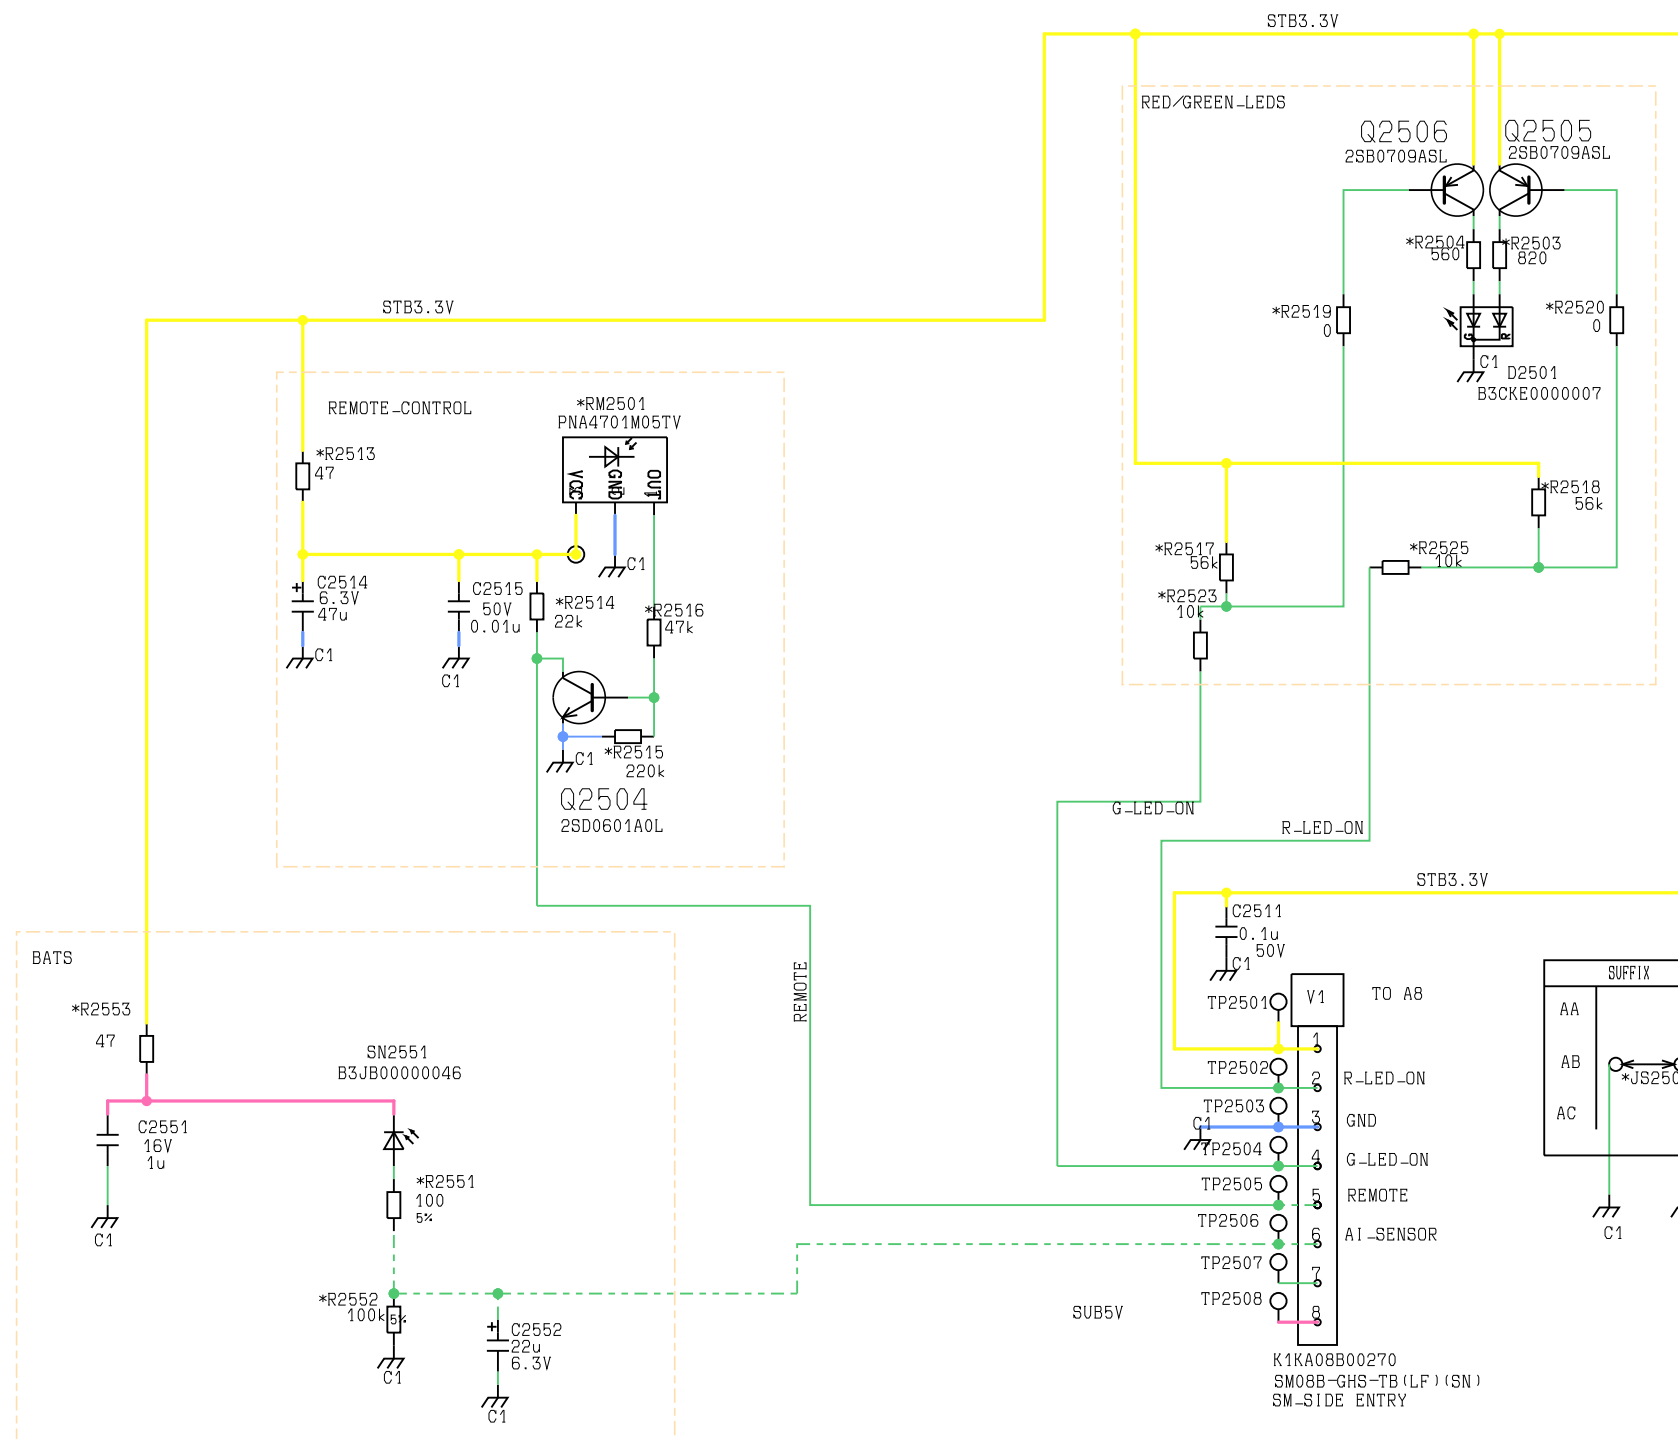 STB3.3V
RED/GREEN_LEDS
Q2506
2SB0709ASL
Q2505
2SB0709ASL
*R2504
560
*R2503
820
*R2519
0
*R2520
0
G
R
C1
D2501
B3CKE0000007
STB3.3V
REMOTE_CONTROL
*RM2501
PNA4701M05TV
VCC
GND
OUT
*R2513
47
C1
C2514
6.3V
47u
C1
C2515
50V
0.01u
C1
*R2514
22k
*R2516
47k
C1
*R2515
220k
Q2504
2SD0601A0L
*R2518
56k
*R2517
56k
*R2525
10k
*R2523
10k
G_LED_ON
R_LED_ON
STB3.3V
C2511
0.1u
50V
C1
BATS
*R2553
47
SN2551
B3JB00000046
C2551
16V
1u
C1
*R2551
100
5%
*R2552
100k
5%
C1
C2552
22u
6.3V
C1
REMOTE
V1
TO A8
TP2501
1
TP2502
2
R_LED_ON
TP2503
C1
3
GND
TP2504
4
G_LED_ON
TP2505
5
REMOTE
TP2506
6
AI_SENSOR
TP2507
7
TP2508
8
SUB5V
K1KA08B00270
SM08B-GHS-TB(LF)(SN)
SM_SIDE ENTRY
SUFFIX
AA
AB
*JS250
AC
C1